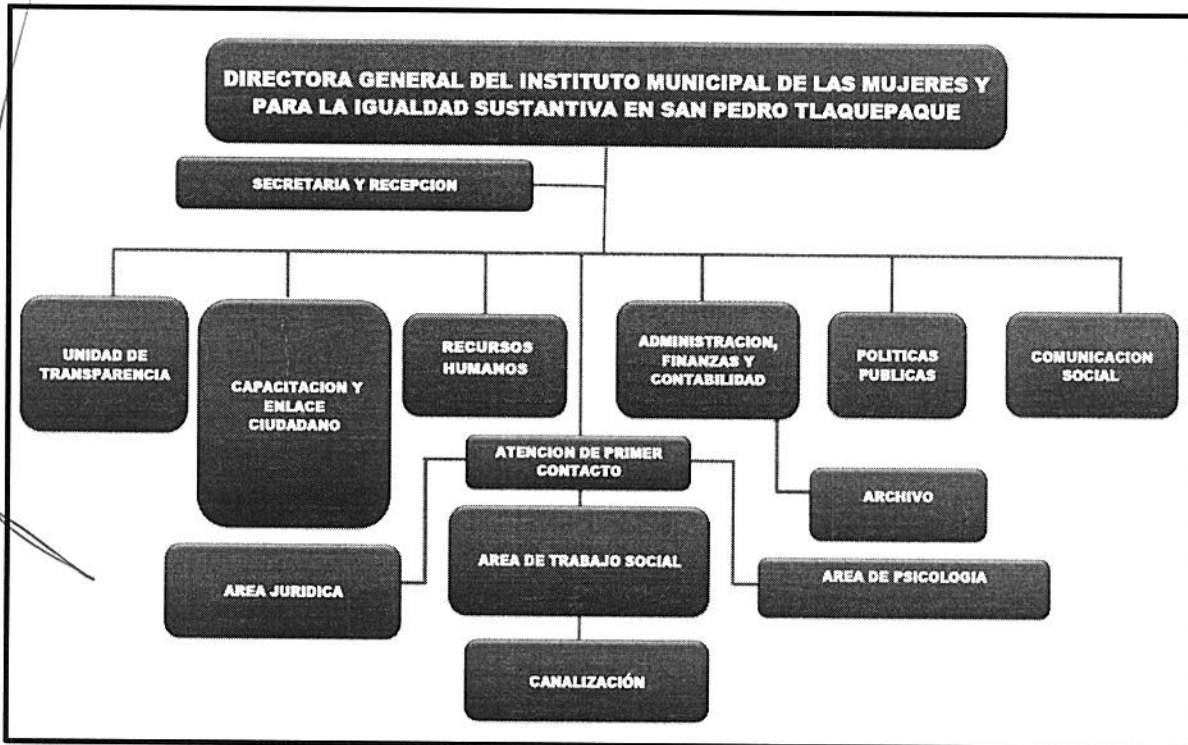 DIRECTORA GENERAL DEL INSTITUTO MUNICIPAL DE LAS MUJERES Y
PARA LA IGUALDAD SUSTANTIVA EN SAN PEDRO TLAQUEPAQUE
SECRETARIA Y RECEPCION
UNIDAD DE
TRANSPARENCIA
CAPACITACION Y
ENLACE
CIUDADANO
RECURSOS
HUMANOS
ADMINISTRACION,
FINANZAS Y
CONTABILIDAD
POLITICAS
PUBLICAS
COMUNICACION
SOCIAL
ATENCION DE PRIMER
CONTACTO
ARCHIVO
AREA JURIDICA
AREA DE TRABAJO SOCIAL
AREA DE PSICOLOGIA
CANALIZACIÓN